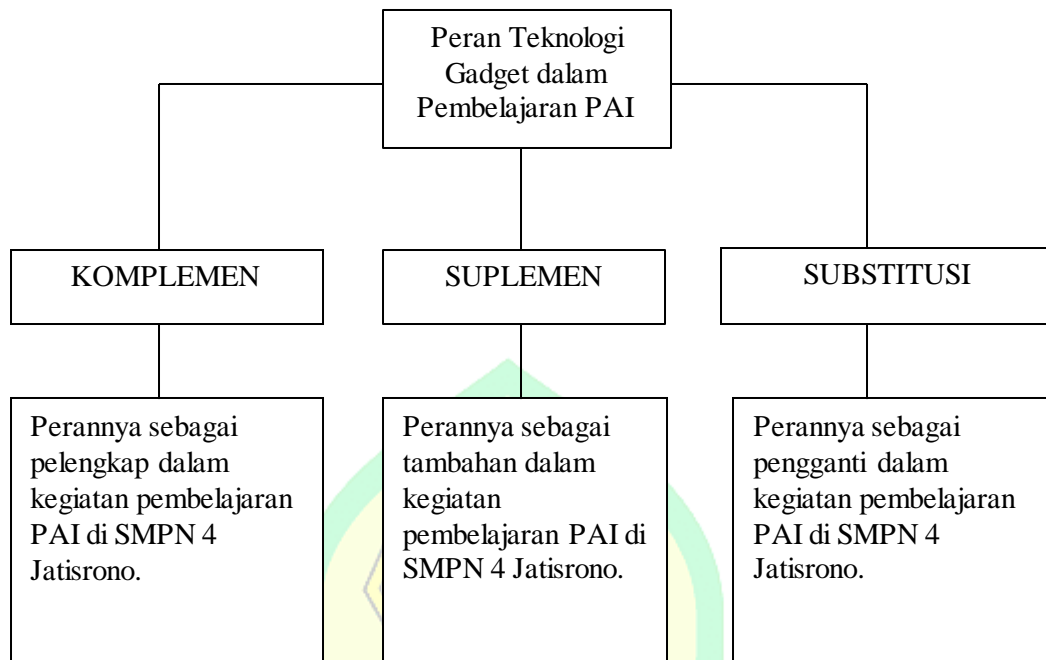 Peran Teknologi
Gadget dalam
Pembelajaran PAI
KOMPLEMEN
SUPLEMEN
SUBSTITUSI
Perannya sebagai
pelengkap dalam
kegiatan pembelajaran
PAI di SMPN 4
Jatisrono.
Perannya sebagai
tambahan dalam
kegiatan
pembelajaran PAI di
SMPN 4 Jatisrono.
Perannya sebagai
pengganti dalam
kegiatan pembelajaran
PAI di SMPN 4
Jatisrono.